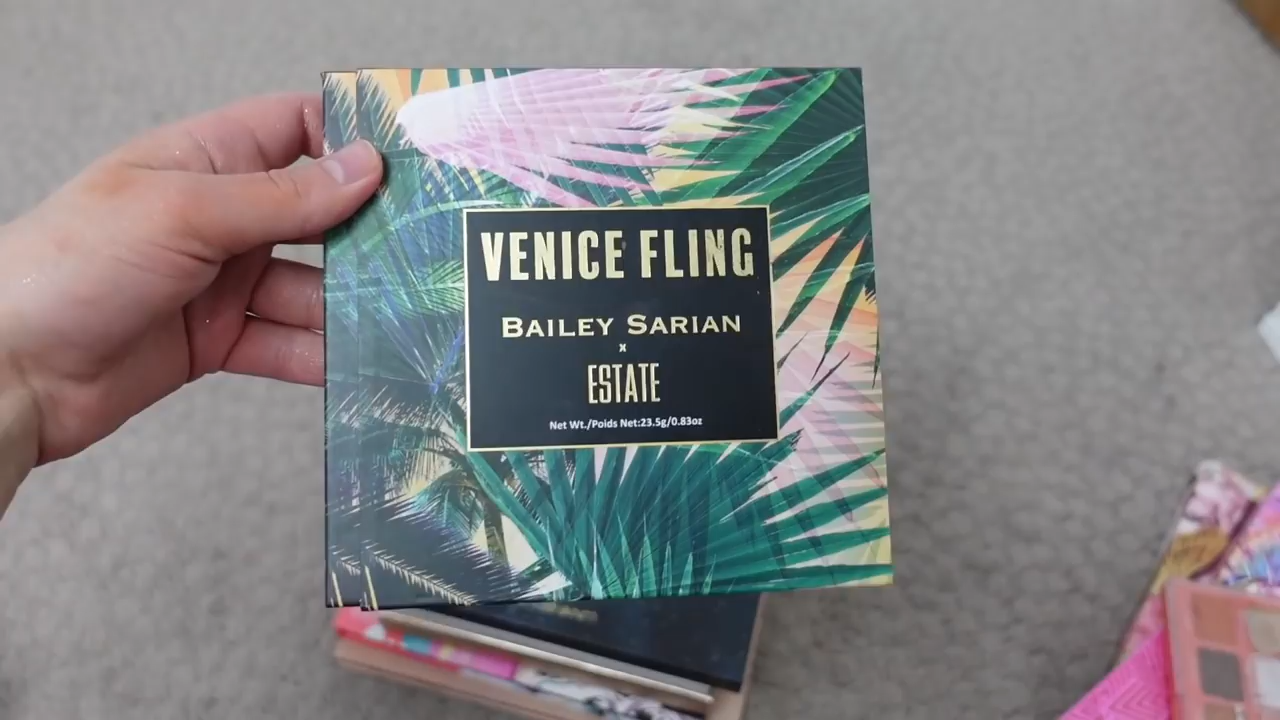 VENICE FLING
BAILEY SARIAN
x
ESTATE
Net Wt./Poids Net:23.5g/0.83oz